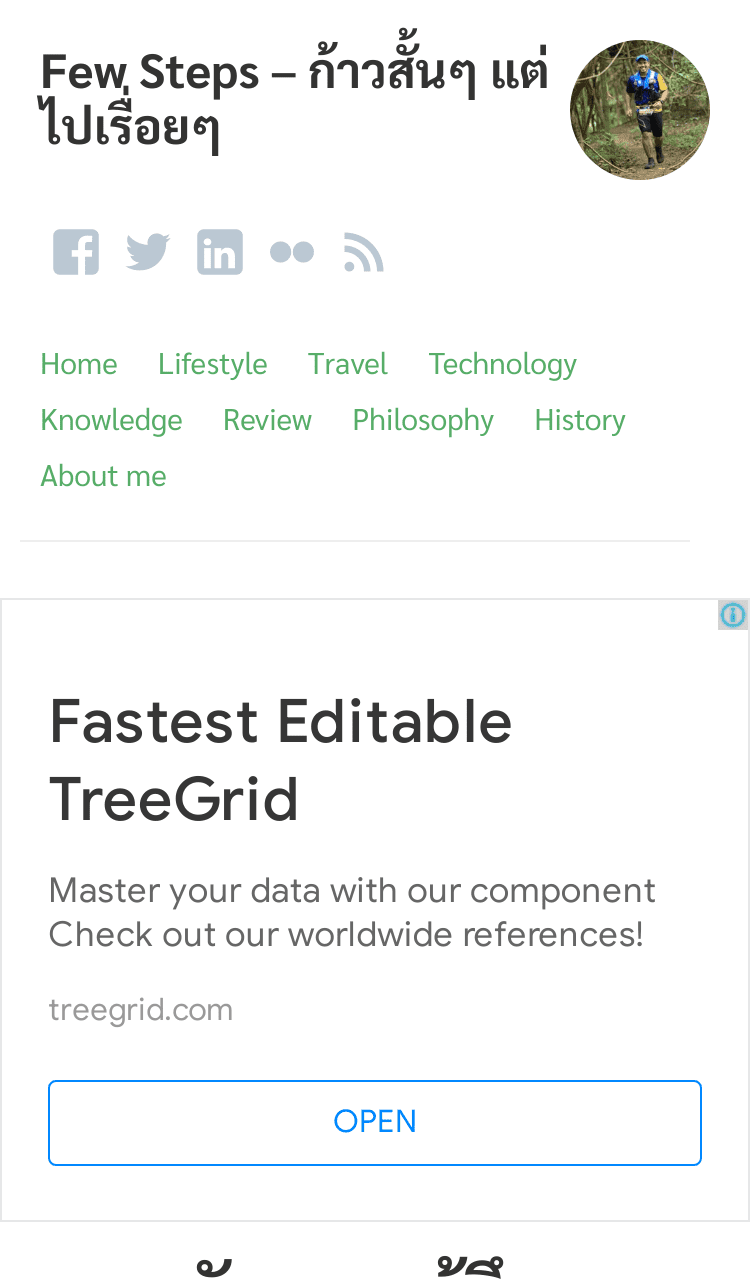 Few Steps – ก้าวสั้นๆ แต่
ไปเรื่อยๆ
Home Lifestyle Travel Technology
Knowledge Review Philosophy History
About me
Fastest Editable
TreeGrid
Master your data with our component
Check out our worldwide references!
treegrid.com
OPEN